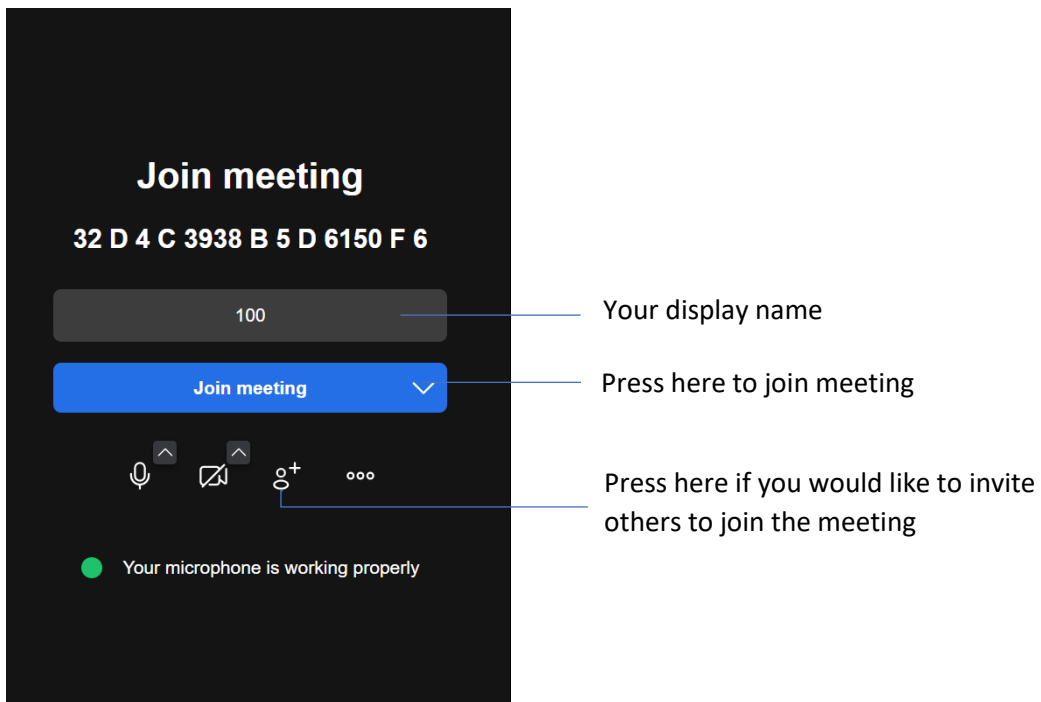 Join meeting
32 D 4 C 3938 B 5 D 6150 F 6
100
Your display name
Join meeting
Press here to join meeting
Press here if you would like to invite
others to join the meeting
Your microphone is working properly